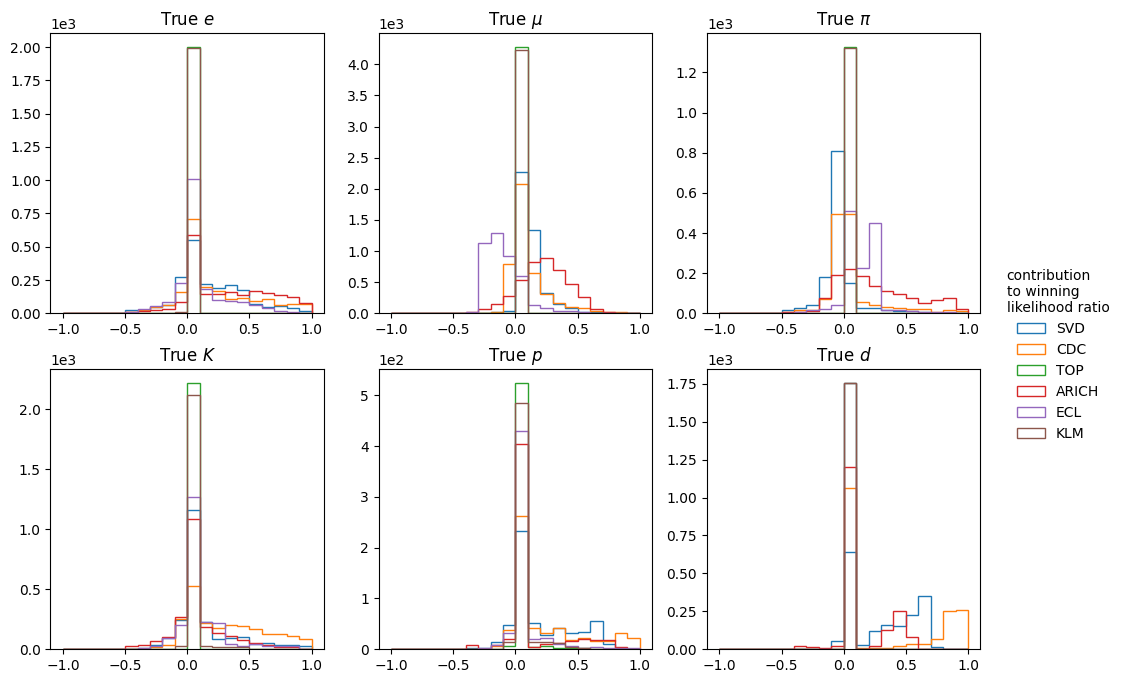 True e
True μ
True π
1e3
1e3
1e3
2.00
1.75
1.50
1.25
1.00
0.75
0.50
0.25
0.00
4.0
3.5
3.0
2.5
2.0
1.5
1.0
0.5
0.0
1.2
1.0
0.8
0.6
0.4
0.2
0.0
−1.0 −0.5 0.0 0.5 1.0
−1.0 −0.5 0.0 0.5 1.0
−1.0 −0.5 0.0 0.5 1.0
True K
True p
True d
1e3
1e2
1e3
2.0
1.5
1.0
0.5
0.0
5
4
3
2
1
0
1.75
1.50
1.25
1.00
0.75
0.50
0.25
0.00
−1.0 −0.5 0.0 0.5 1.0
−1.0 −0.5 0.0 0.5 1.0
−1.0 −0.5 0.0 0.5 1.0
contribution
to winning
likelihood ratio
SVD
CDC
TOP
ARICH
ECL
KLM